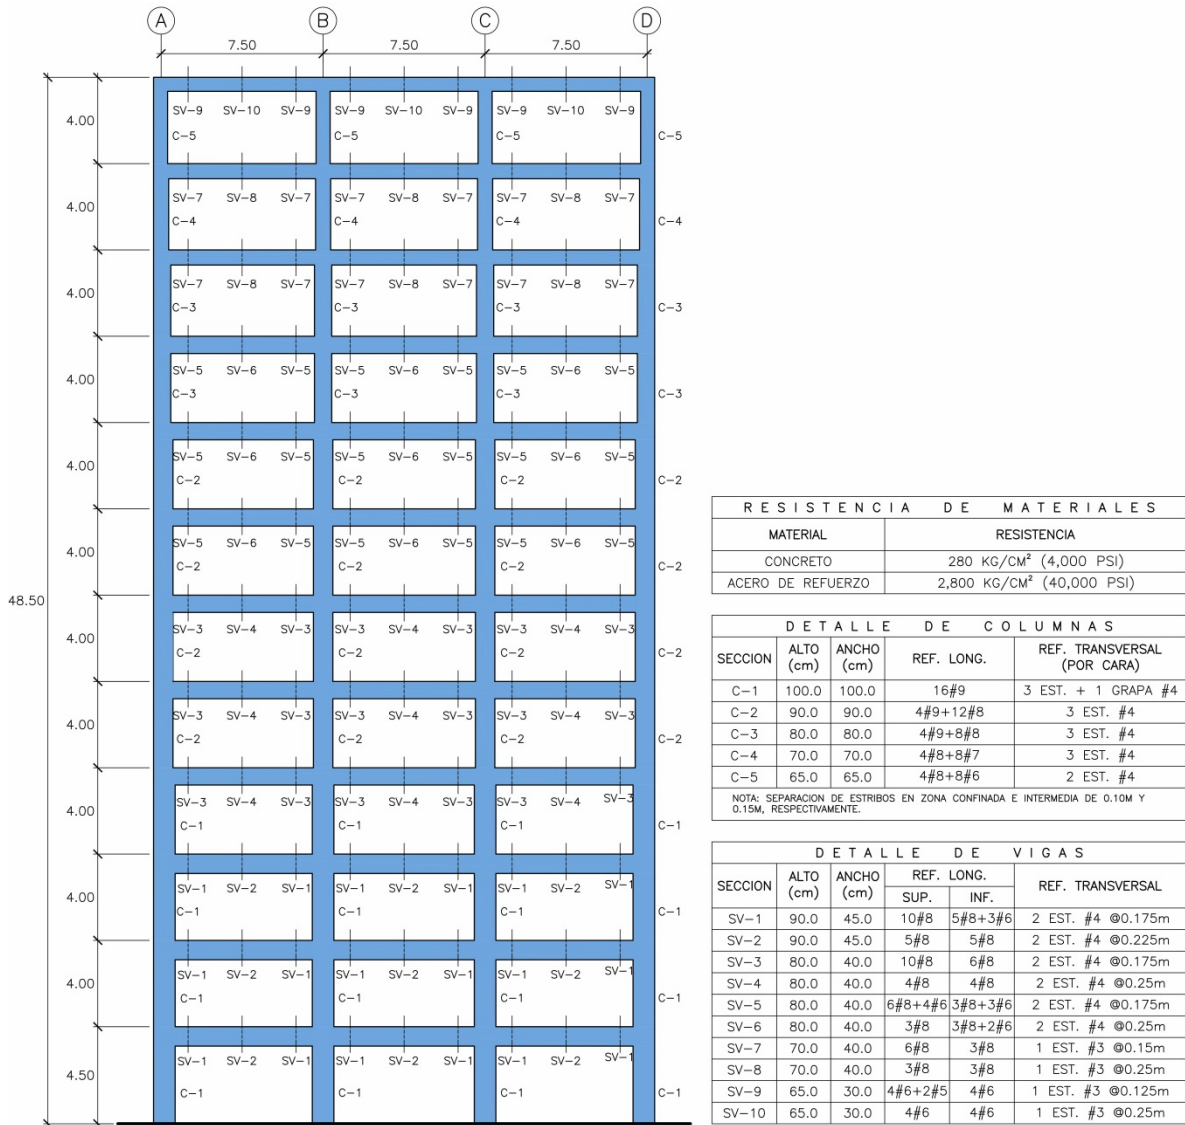 A B C D
7.50 7.50 7.50
48.50
4.00
SV-9 SV-10 SV-9 SV-9 SV-10 SV-9 SV-9 SV-10 SV-9
C-5 C-5 C-5 C-5
4.00
SV-7 SV-8 SV-7 SV-7 SV-8 SV-7 SV-7 SV-8 SV-7
C-4 C-4 C-4 C-4
4.00
SV-7 SV-8 SV-7 SV-7 SV-8 SV-7 SV-7 SV-8 SV-7
C-3 C-3 C-3 C-3
4.00
SV-5 SV-6 SV-5 SV-5 SV-6 SV-5 SV-5 SV-6 SV-5
C-3 C-3 C-3 C-3
4.00
SV-5 SV-6 SV-5 SV-5 SV-6 SV-5 SV-5 SV-6 SV-5
C-2 C-2 C-2 C-2
4.00
SV-5 SV-6 SV-5 SV-5 SV-6 SV-5 SV-5 SV-6 SV-5
C-2 C-2 C-2 C-2
4.00
SV-3 SV-4 SV-3 SV-3 SV-4 SV-3 SV-3 SV-4 SV-3
C-2 C-2 C-2 C-2
4.00
SV-3 SV-4 SV-3 SV-3 SV-4 SV-3 SV-3 SV-4 SV-3
C-2 C-2 C-2 C-2
4.00
SV-3 SV-4 SV-3 SV-3 SV-4 SV-3 SV-3 SV-4 SV-3
C-1 C-1 C-1 C-1
4.00
SV-1 SV-2 SV-1 SV-1 SV-2 SV-1 SV-1 SV-2 SV-1
C-1 C-1 C-1 C-1
4.00
SV-1 SV-2 SV-1 SV-1 SV-2 SV-1 SV-1 SV-2 SV-1
C-1 C-1 C-1 C-1
4.50
SV-1 SV-2 SV-1 SV-1 SV-2 SV-1 SV-1 SV-2 SV-1
C-1 C-1 C-1 C-1
RESISTENCIA DE MATERIALES
MATERIAL RESISTENCIA
CONCRETO 280 KG/CM² (4,000 PSI)
ACERO DE REFUERZO 2,800 KG/CM² (40,000 PSI)
DETALLE DE COLUMNAS
SECCION ALTO (cm) ANCHO (cm) REF. LONG. REF. TRANSVERSAL (POR CARA)
C-1 100.0 100.0 16#9 3 EST. + 1 GRAPA #4
C-2 90.0 90.0 4#9+12#8 3 EST. #4
C-3 80.0 80.0 4#9+8#8 3 EST. #4
C-4 70.0 70.0 4#8+8#7 3 EST. #4
C-5 65.0 65.0 4#8+8#6 2 EST. #4
NOTA: SEPARACION DE ESTRIBOS EN ZONA CONFINADA E INTERMEDIA DE 0.10M Y
0.15M, RESPECTIVAMENTE.
DETALLE DE VIGAS
SECCION ALTO (cm) ANCHO (cm) REF. LONG. SUP. INF. REF. TRANSVERSAL
SV-1 90.0 45.0 10#8 5#8+3#6 2 EST. #4 @0.175m
SV-2 90.0 45.0 5#8 5#8 2 EST. #4 @0.225m
SV-3 80.0 40.0 10#8 6#8 2 EST. #4 @0.175m
SV-4 80.0 40.0 4#8 4#8 2 EST. #4 @0.25m
SV-5 80.0 40.0 6#8+4#6 3#8+3#6 2 EST. #4 @0.175m
SV-6 80.0 40.0 3#8 3#8+2#6 2 EST. #4 @0.25m
SV-7 70.0 40.0 6#8 3#8 1 EST. #3 @0.15m
SV-8 70.0 40.0 3#8 3#8 1 EST. #3 @0.25m
SV-9 65.0 30.0 4#6+2#5 4#6 1 EST. #3 @0.125m
SV-10 65.0 30.0 4#6 4#6 1 EST. #3 @0.25m